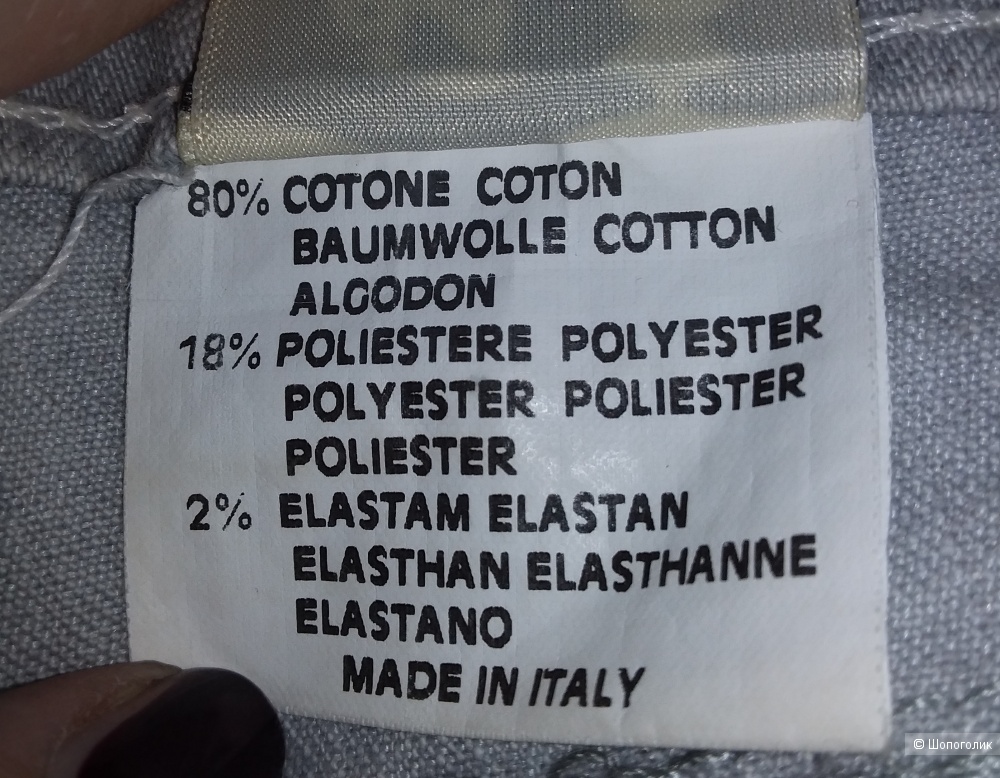 80% COTONE COTON
BAUMWOLLE COTTON
ALGODON
18% POLIESTERE POLYESTER
POLYESTER POLIESTER
POLIESTER
2% ELASTAM ELASTAN
ELASTHAN ELASTHANNE
ELASTANO
MADE IN ITALY
© Шопоголик